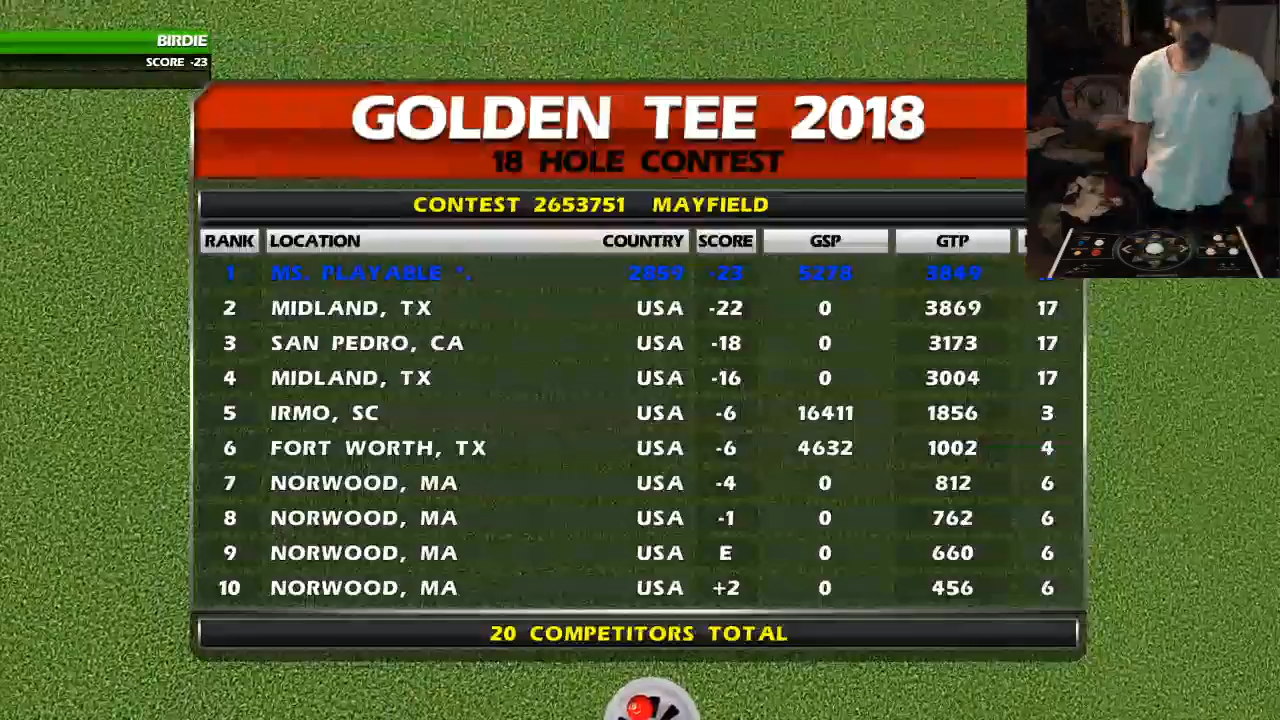 BIRDIE
SCORE -23
GOLDEN TEE 2018
18 HOLE CONTEST
CONTEST 2653751 MAYFIELD
RANK LOCATION COUNTRY SCORE GSP GTP
1 MS. PLAYABLE *. 2859 -23 5278 3849
2 MIDLAND, TX USA -22 0 3869 17
3 SAN PEDRO, CA USA -18 0 3173 17
4 MIDLAND, TX USA -16 0 3004 17
5 IRMO, SC USA -6 16411 1856 3
6 FORT WORTH, TX USA -6 4632 1002 4
7 NORWOOD, MA USA -4 0 812 6
8 NORWOOD, MA USA -1 0 762 6
9 NORWOOD, MA USA E 0 660 6
10 NORWOOD, MA USA +2 0 456 6
20 COMPETITORS TOTAL